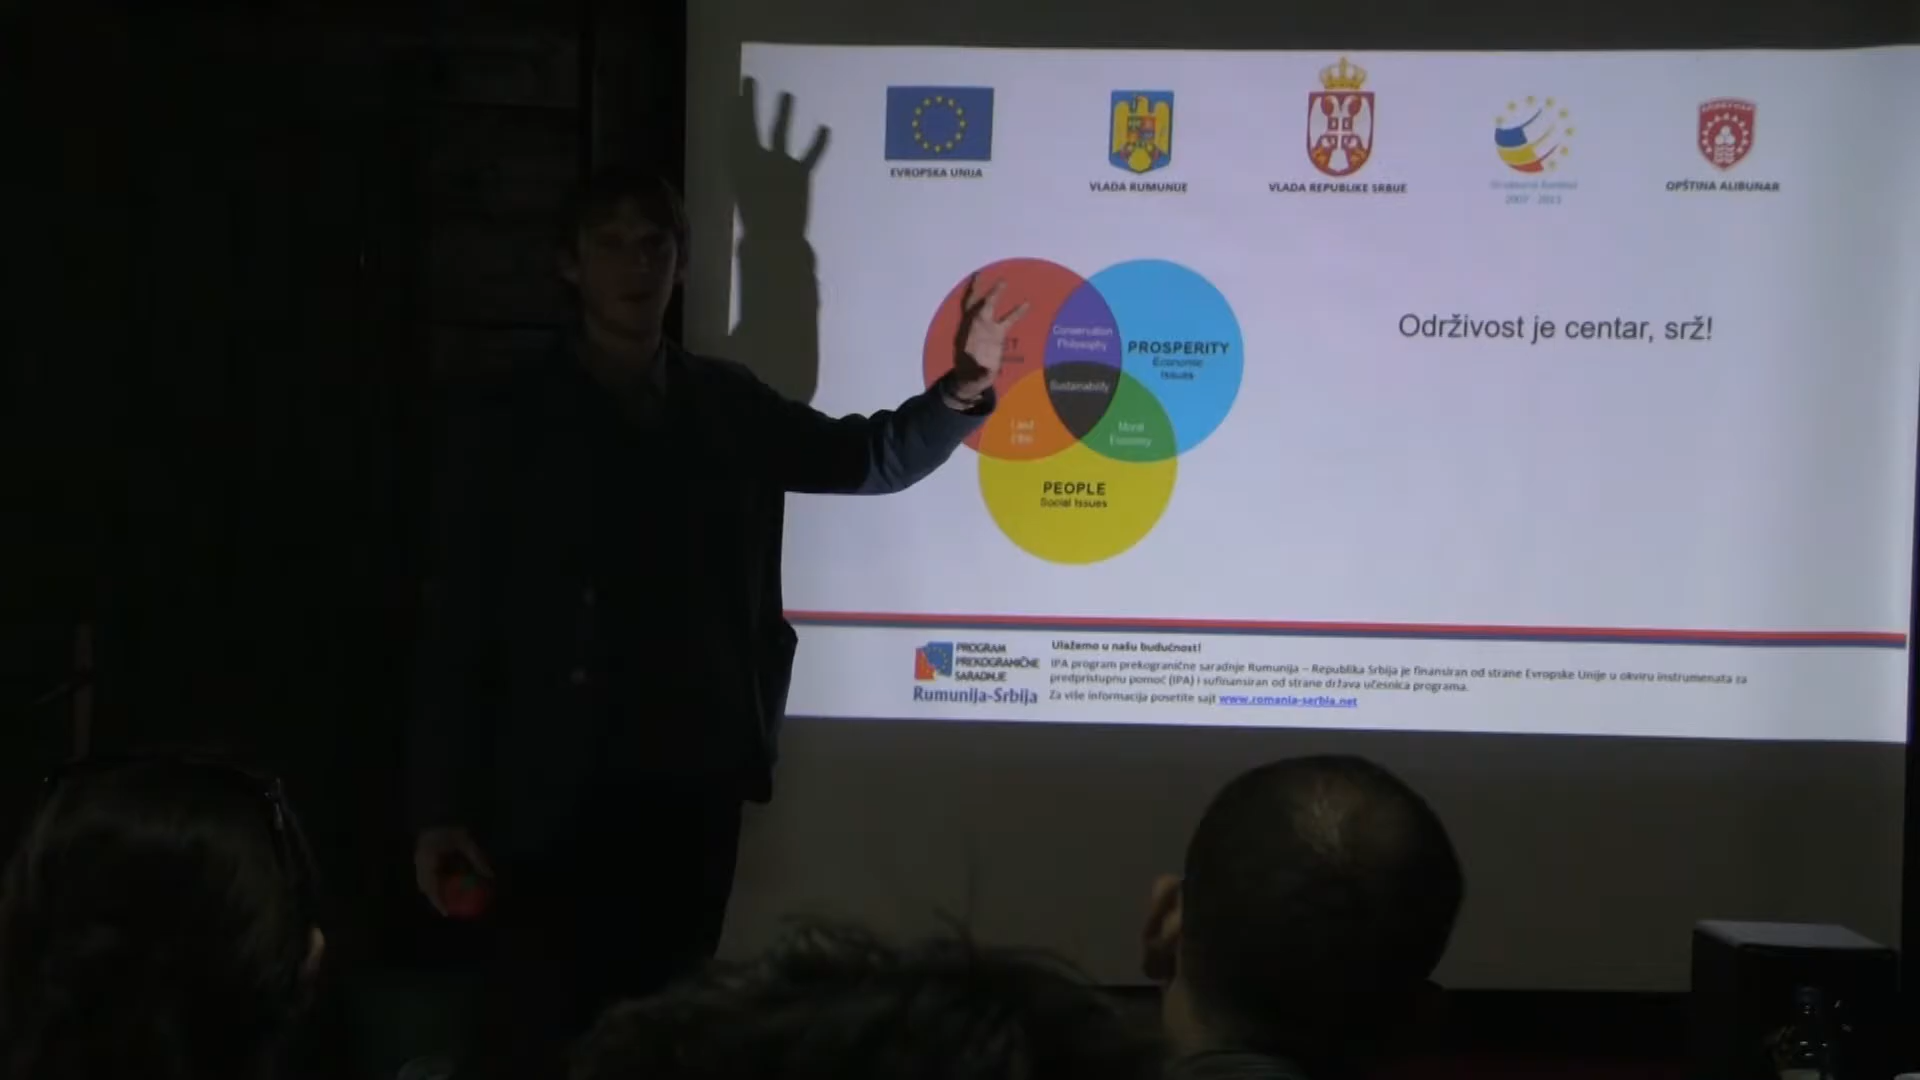 EVROPSKA UNIJA
VLADA RUMUNIJE
VLADA REPUBLIKE SRBIJE
2007 2013
OPŠTINA ALIBUNAR
Održivost je centar, srž!
Conservation
Philosophy
PROSPERITY
Economic
Issues
Sustainability
Land
Ethic
Moral
Economy
PEOPLE
Social Issues
PROGRAM
PREKOGRANIČNE
SARADNJE
Rumunija-Srbija
Ulažemo u našu budućnost!
IPA program prekogranične saradnje Rumunija – Republika Srbija je finansiran od strane Evropske Unije u okviru instrumenata za
predpristupnu pomoć (IPA) i sufinansiran od strane država učesnica programa.
Za više informacija posetite sajt www.romania-serbia.net